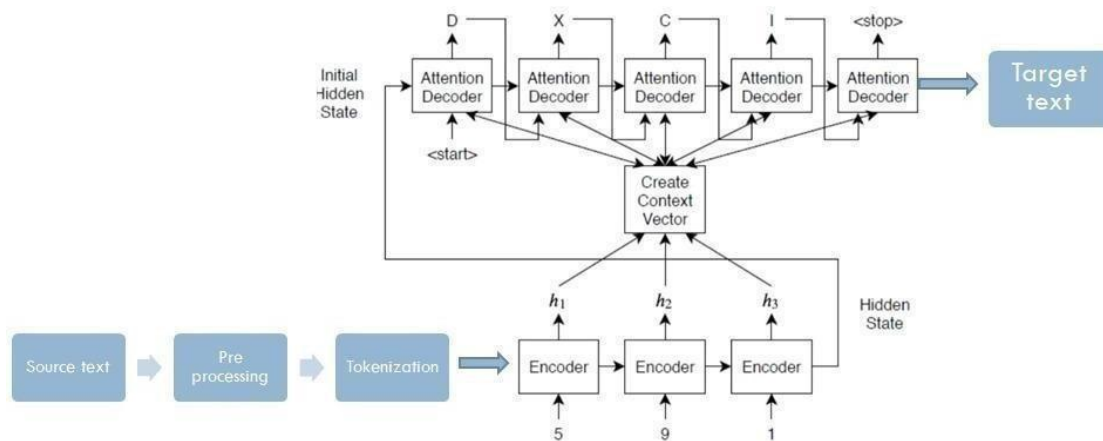 D X C I <stop>
Initial
Hidden
State
Attention
Decoder
Attention
Decoder
Attention
Decoder
Attention
Decoder
Attention
Decoder
Target
text
<start>
Create
Context
Vector
h₁ h₂ h₃
Hidden
State
Source text
Pre
processing
Tokenization
Encoder Encoder Encoder
5 9 1